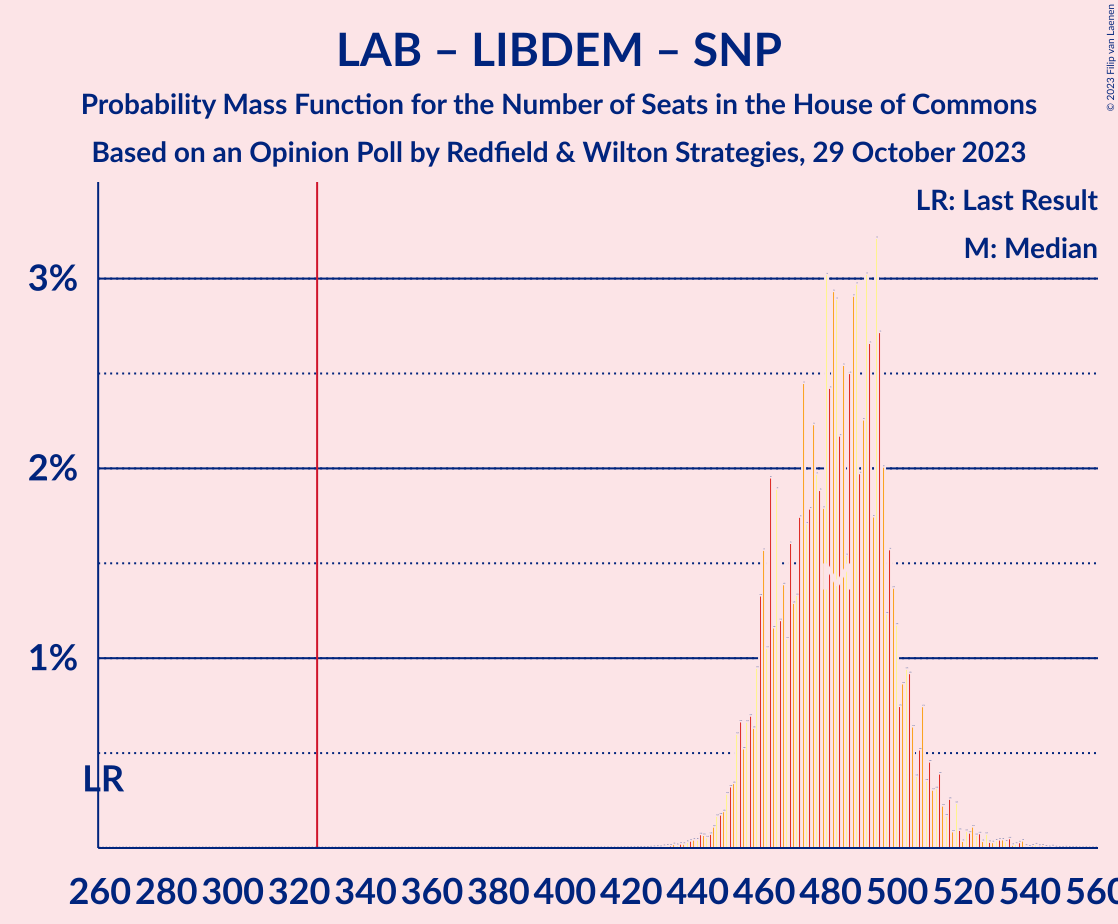 LAB – LIBDEM – SNP
Probability Mass Function for the Number of Seats in the House of Commons
Based on an Opinion Poll by Redfield & Wilton Strategies, 29 October 2023
© 2023 Filip van Laenen
LR: Last Result
M: Median
3%
2%
1%
LR
M
260 280 300 320 340 360 380 400 420 440 460 480 500 520 540 560